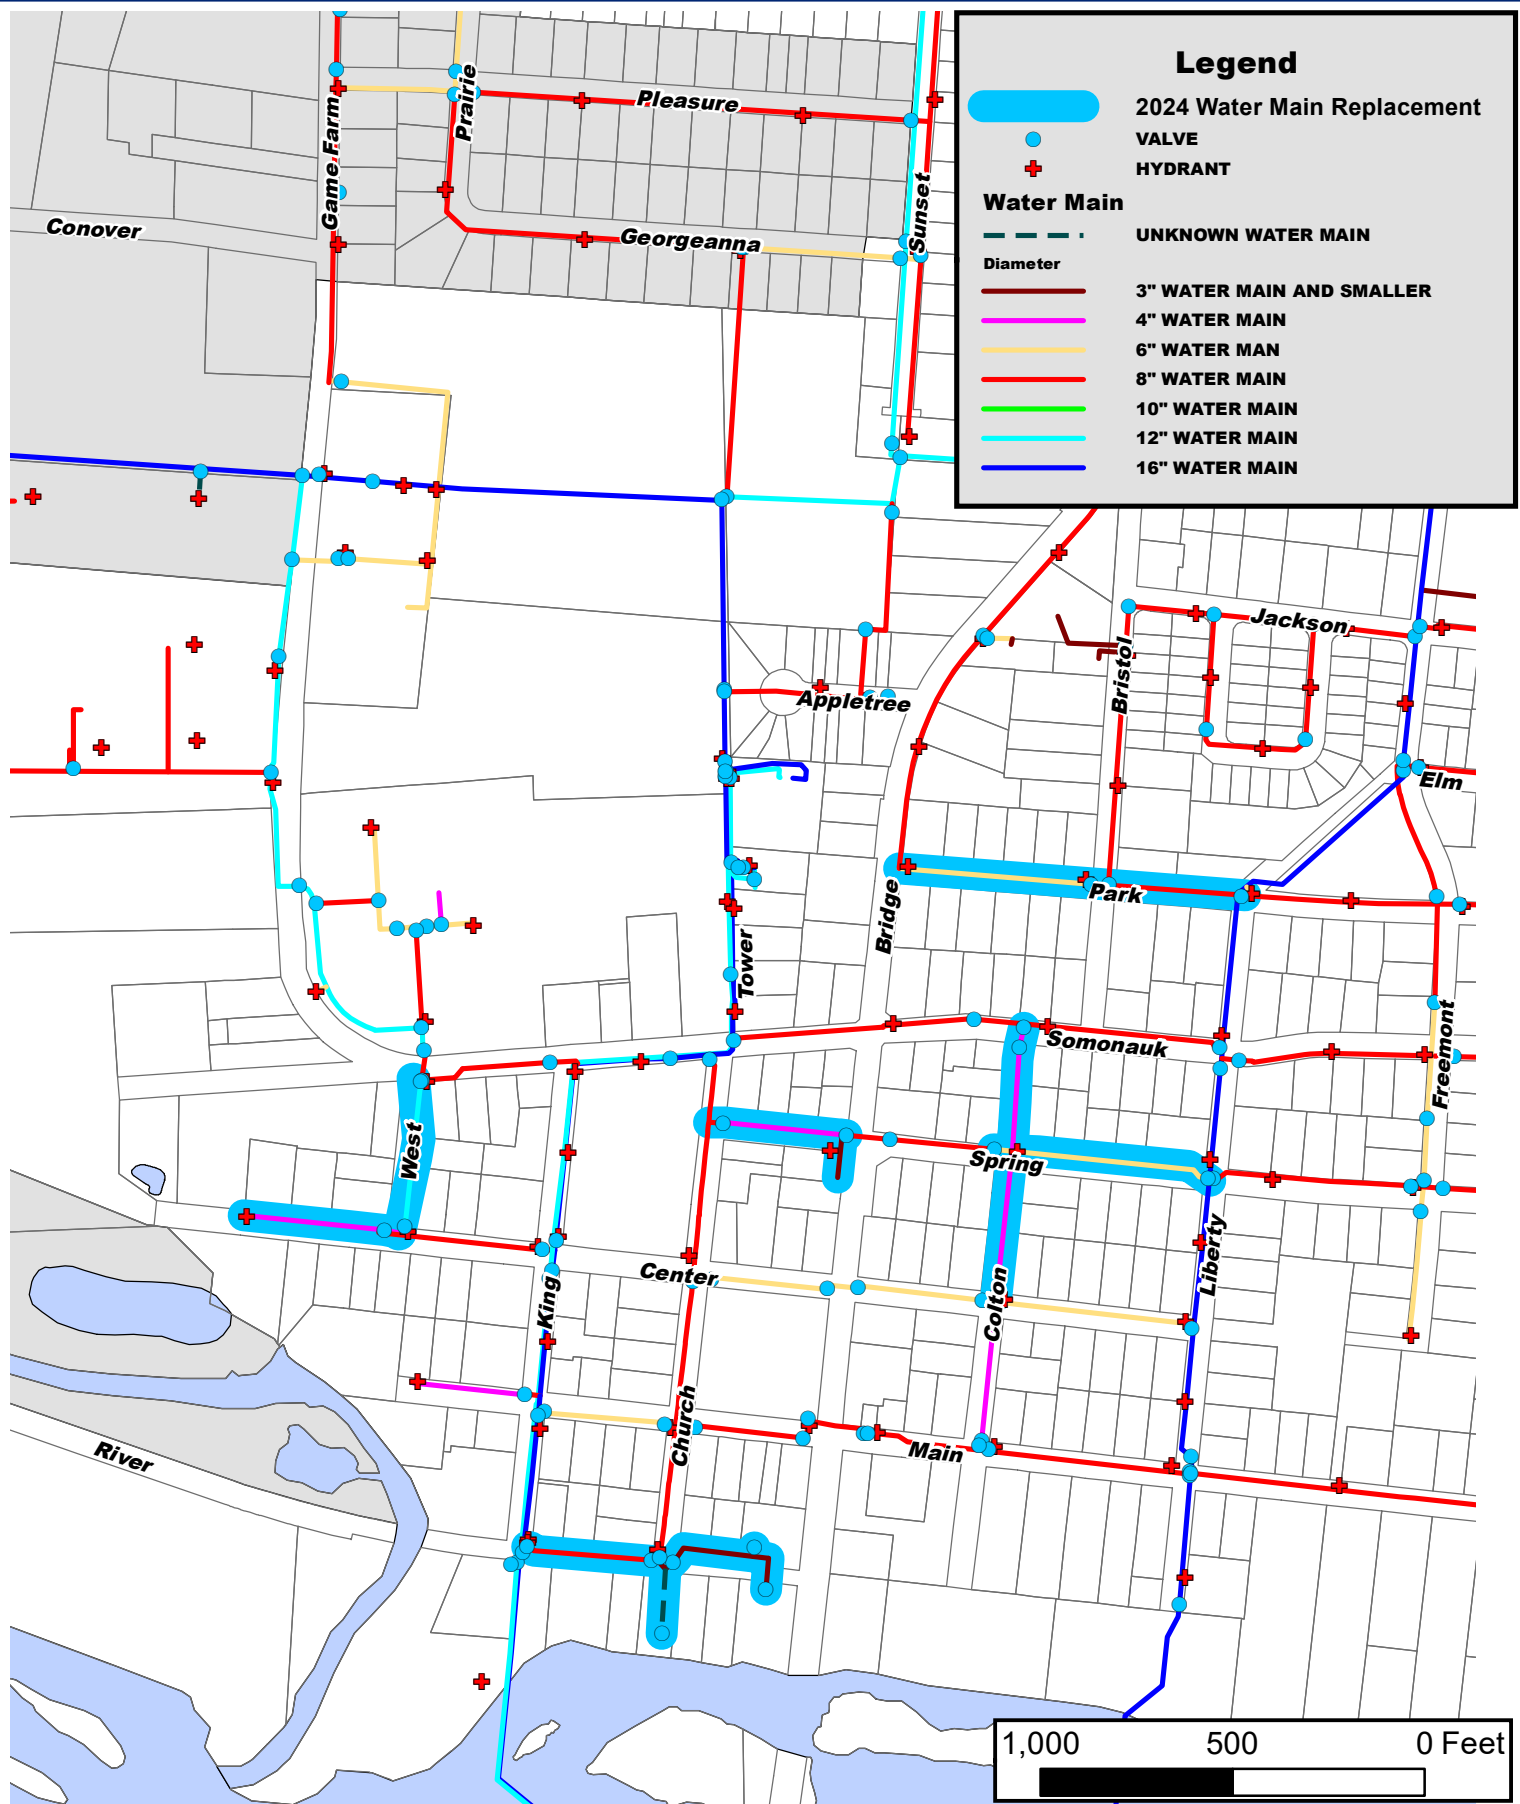 Legend
2024 Water Main Replacement
VALVE
HYDRANT
Water Main
UNKNOWN WATER MAIN
Diameter
3" WATER MAIN AND SMALLER
4" WATER MAIN
6" WATER MAN
8" WATER MAIN
10" WATER MAIN
12" WATER MAIN
16" WATER MAIN
Pleasure
Prairie
Game Farm
Conover
Georgeanna
Sunset
Jackson
Bristol
Appletree
Elm
Park
Bridge
Tower
Somonauk
Fremont
West
Spring
Liberty
Center
Colton
King
Church
Main
River
1,000 500 0 Feet